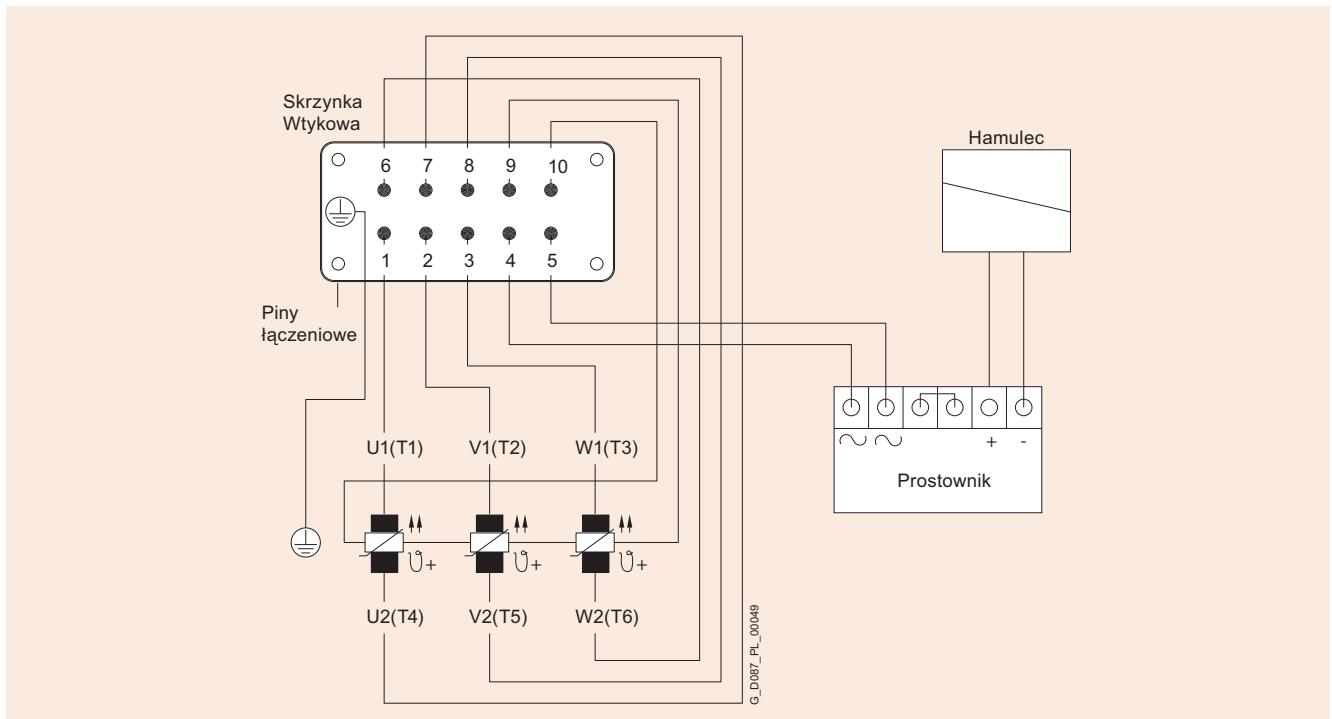 Skrzynka
Wtykowa
6 7 8 9 10
1 2 3 4 5
Piny
łączeniowe
Hamulec
+ -
Prostownik
U1(T1) V1(T2) W1(T3)
ϑ+ ϑ+ ϑ+
U2(T4) V2(T5) W2(T6)
G_D087_PL_00049